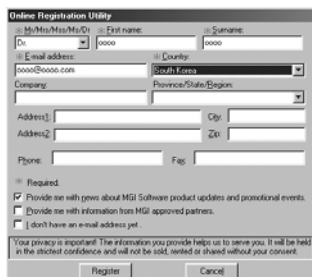 Online Registration Utility
※ Mr/Mrs/Miss/Ms/Dr ※ First name: ※ Surname:
Dr. oooo oooo
※ E-mail address: ※ Country:
oooo@oooo.com South Korea
Company: Province/State/Region:
Address1: City:
Address2: Zip:
Phone: Fax:
※ Required.
Provide me with news about MGI Software product updates and promotional events.
Provide me with information from MGI approved partners.
I don't have an e-mail address yet .
Your privacy is important! The information you provide helps us to serve you. It will be held
in the strictest confidence and will not be sold, rented or shared without your consent.
Register Cancel